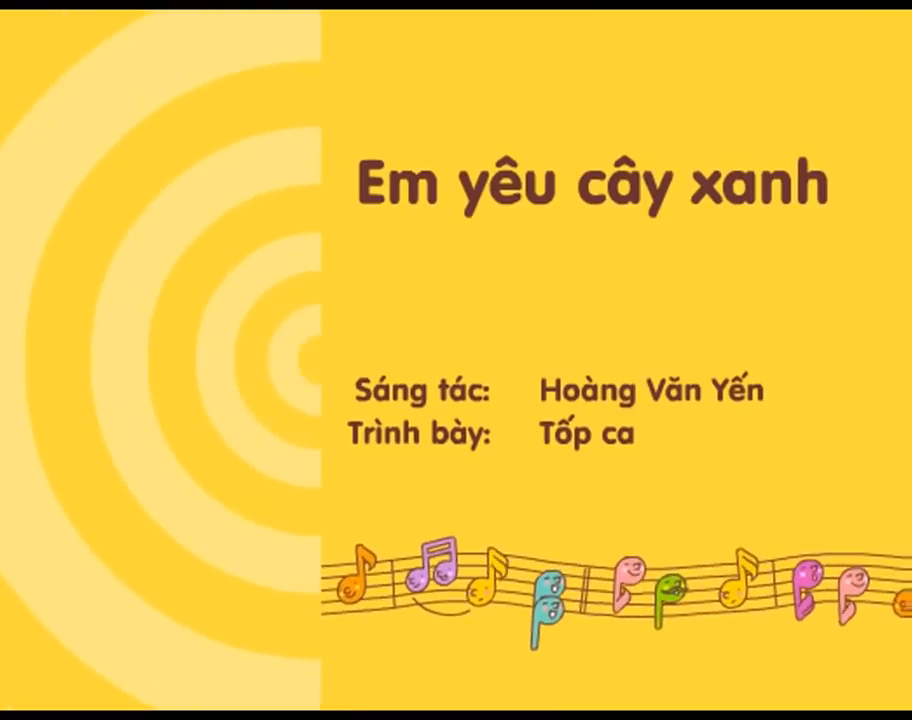 Em yêu cây xanh
Sáng tác: Hoàng Văn Yến
Trình bày: Tốp ca